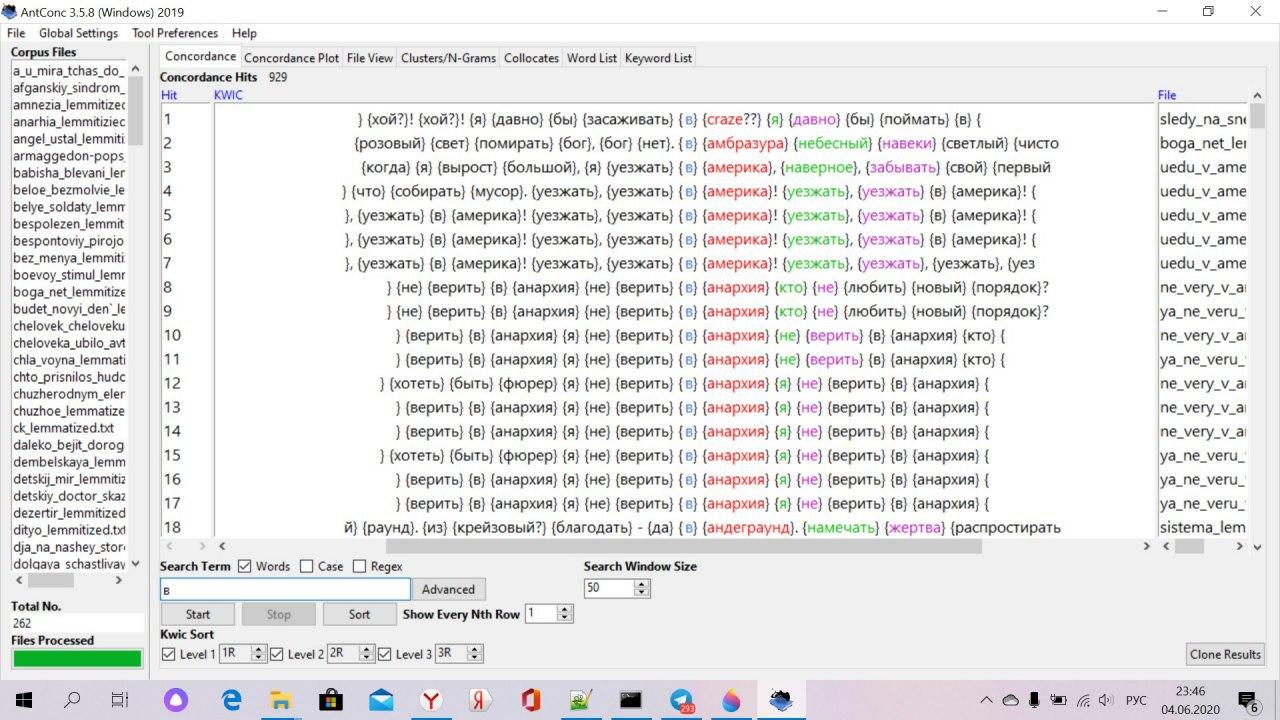 AntConc 3.5.8 (Windows) 2019
File Global Settings Tool Preferences Help
Corpus Files
a_u_mira_tchas_do_
afganskiy_sindrom_
amnezia_lemmitizec
anarhia_lemmitiziec
angel_ustal_lemmiti
armaggedon-pops_
babisha_blevani_len
beloe_bezmolvie_le
belye_soldaty_lemm
bespolezen_lemmat
bespontoviy_pirojo
bez_menya_lemmiti
boevoy_stimul_lemr
boga_net_lemmitize
budet_novyi_den`_le
chelovek_cheloveku
cheloveka_ubilo_avt
chla_voyna_lemmati
chto_prisnilos_hudc
chuzherodnym_eler
chuzhoe_lemmatize
ck_lemmatized.txt
daleko_bejit_dorog
dembelskaya_lemm
detskij_mir_lemmitiz
detskiy_doctor_skaz
dezertir_lemmitized
dityo_lemmitized.txt
dja_na_nashey_stor
dolgaya_schastlivay
Total No.
262
Files Processed
Concordance Concordance Plot File View Clusters/N-Grams Collocates Word List Keyword List
Concordance Hits 929
Hit KWIC File
1 } {хой?}! {хой?}! {я} {давно} {бы} {засаживать} {в} {craze??} {я} {давно} {бы} {поймать} {в} { sledy_na_sne
2 {розовый} {свет} {помирать} {бог}, {бог} {нет}. {в} {амбразура} {небесный} {навеки} {светлый} {чисто boga_net_ler
3 {когда} {я} {вырост} {большой}, {я} {уезжать} {в} {америка}, {наверное}, {забывать} {свой} {первый uedu_v_ame
4 } {что} {собирать} {мусор}. {уезжать}, {уезжать} {в} {америка}! {уезжать}, {уезжать} {в} {америка}! { uedu_v_ame
5 }, {уезжать} {в} {америка}! {уезжать}, {уезжать} {в} {америка}! {уезжать}, {уезжать} {в} {америка}! { uedu_v_ame
6 }, {уезжать} {в} {америка}! {уезжать}, {уезжать} {в} {америка}! {уезжать}, {уезжать} {в} {америка}! { uedu_v_ame
7 }, {уезжать} {в} {америка}! {уезжать}, {уезжать} {в} {америка}! {уезжать}, {уезжать}, {уезжать}, {уез uedu_v_ame
8 } {не} {верить} {в} {анархия} {не} {верить} {в} {анархия} {кто} {не} {любить} {новый} {порядок}? ne_very_v_ai
9 } {не} {верить} {в} {анархия} {не} {верить} {в} {анархия} {кто} {не} {любить} {новый} {порядок}? ya_ne_veru_
10 } {верить} {в} {анархия} {я} {не} {верить} {в} {анархия} {не} {верить} {в} {анархия} {кто} { ne_very_v_ai
11 } {верить} {в} {анархия} {я} {не} {верить} {в} {анархия} {не} {верить} {в} {анархия} {кто} { ya_ne_veru_
12 } {хотеть} {быть} {фюрер} {я} {не} {верить} {в} {анархия} {я} {не} {верить} {в} {анархия} { ne_very_v_ai
13 } {верить} {в} {анархия} {я} {не} {верить} {в} {анархия} {я} {не} {верить} {в} {анархия} { ne_very_v_ai
14 } {верить} {в} {анархия} {я} {не} {верить} {в} {анархия} {я} {не} {верить} {в} {анархия} { ne_very_v_ai
15 } {хотеть} {быть} {фюрер} {я} {не} {верить} {в} {анархия} {я} {не} {верить} {в} {анархия} { ya_ne_veru_
16 } {верить} {в} {анархия} {я} {не} {верить} {в} {анархия} {я} {не} {верить} {в} {анархия} { ya_ne_veru_
17 } {верить} {в} {анархия} {я} {не} {верить} {в} {анархия} {я} {не} {верить} {в} {анархия} { ya_ne_veru_
18 й} {раунд}. {из} {крейзовый?} {благодать} - {да} {в} {андеграунд}. {намечать} {жертва} {распростирать sistema_lem
Search Term Words Case Regex Search Window Size
в Advanced 50
Start Stop Sort Show Every Nth Row 1
Kwic Sort
Level 1 1R Level 2 2R Level 3 3R Clone Results
293 РУС 23:46
04.06.2020 6